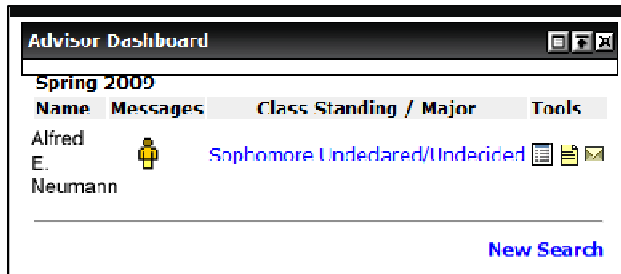 Advisor Dashboard
Spring 2009
Name Messages Class Standing / Major Tools
Alfred
E. Sophomore Undeclared/Undecided
Neumann
New Search